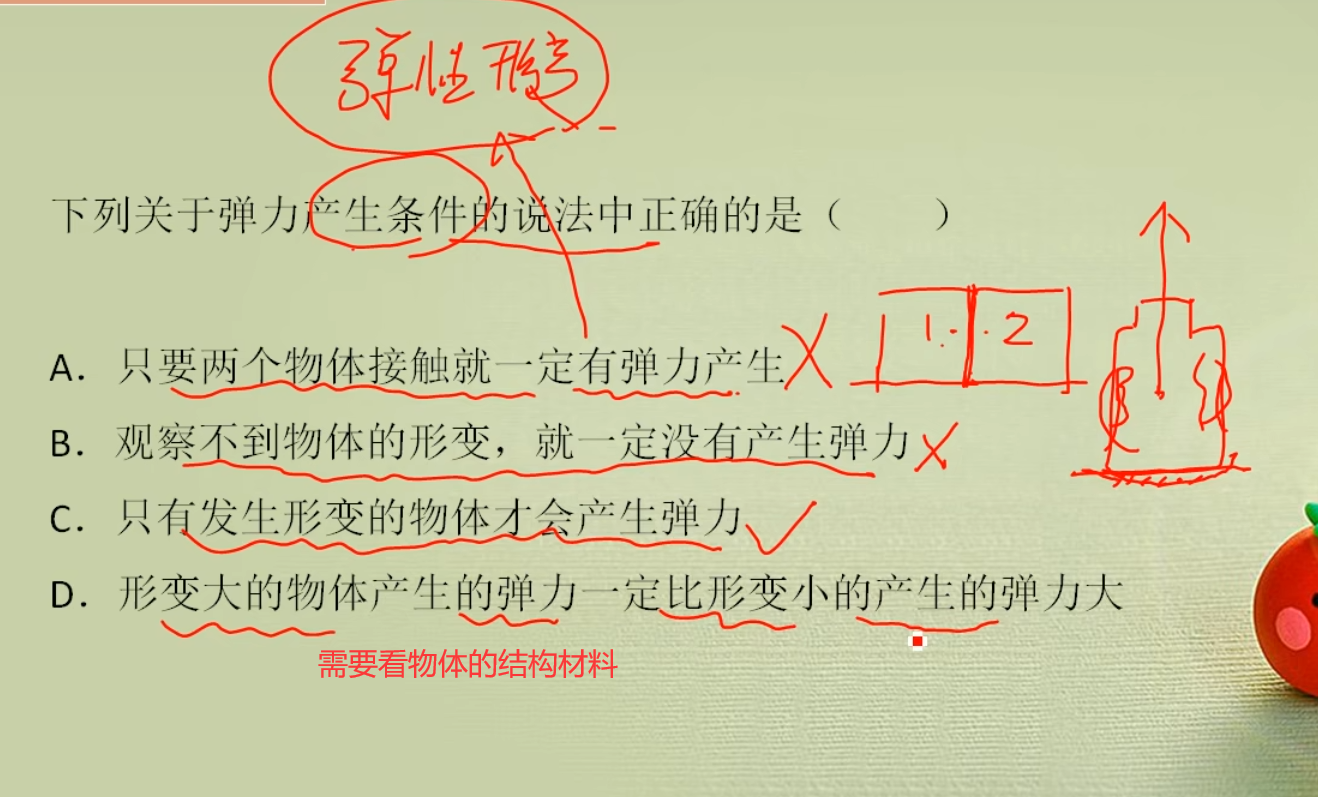 弹性形变
下列关于弹力产生条件的说法中正确的是（　　）
A．只要两个物体接触就一定有弹力产生
1 2
B．观察不到物体的形变，就一定没有产生弹力
C．只有发生形变的物体才会产生弹力
D．形变大的物体产生的弹力一定比形变小的产生的弹力大
需要看物体的结构材料